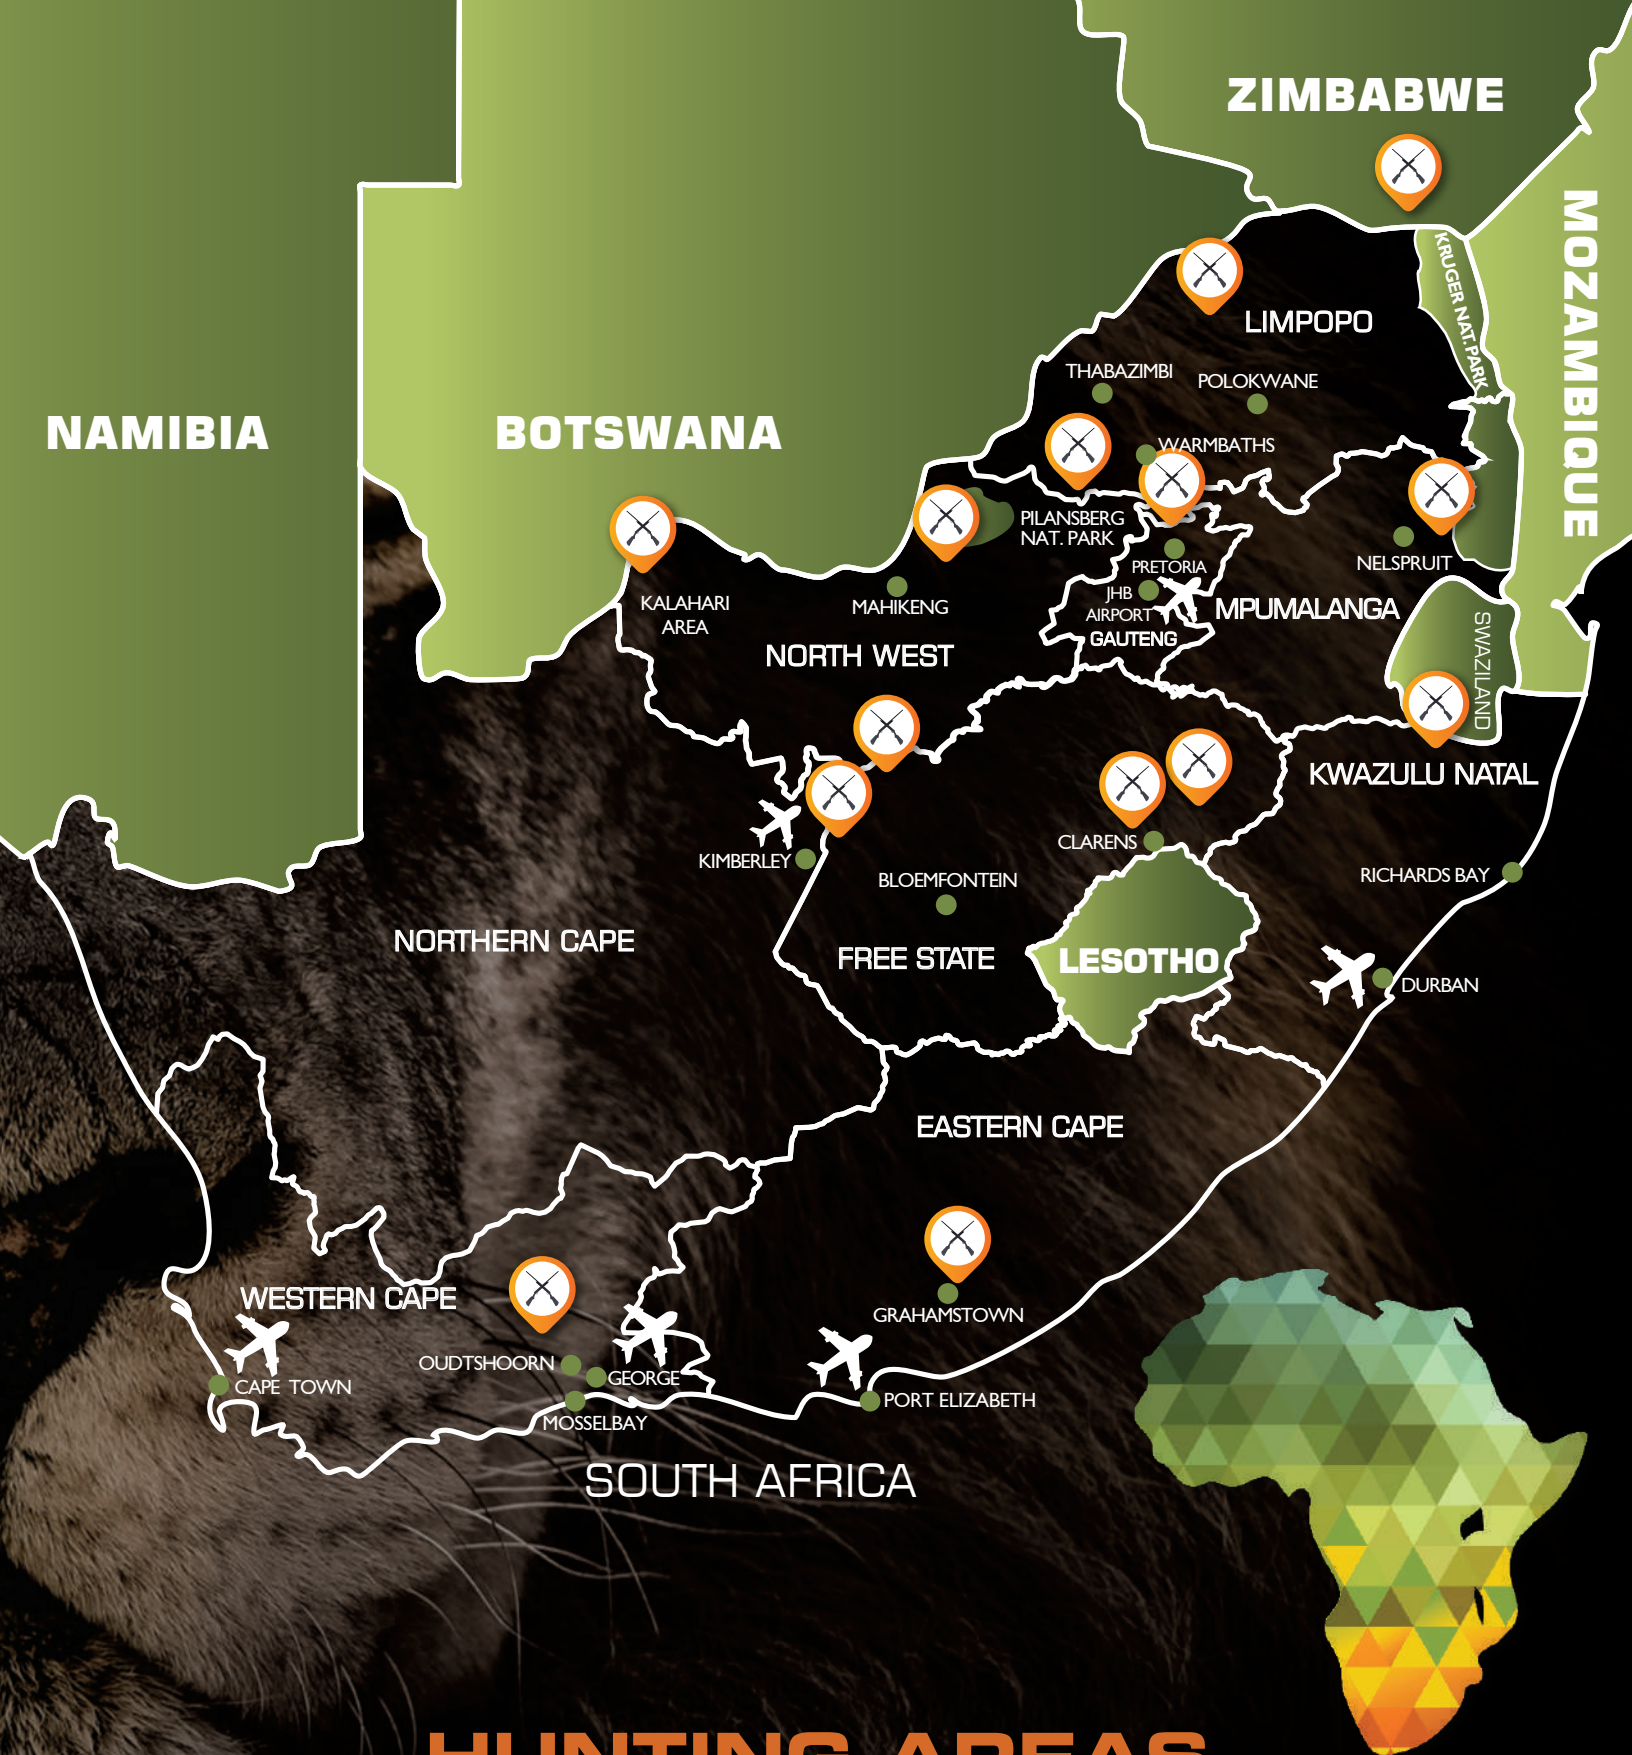 ZIMBABWE
MOZAMBIQUE
KRUGER NAT.PARK
LIMPOPO
THABAZIMBI
POLOKWANE
NAMIBIA
BOTSWANA
WARMBATHS
PILANSBERG
NAT. PARK
NELSPRUIT
PRETORIA
KALAHARI
AREA
MAHIKENG
JHB
AIRPORT
MPUMALANGA
GAUTENG
SWAZILAND
NORTH WEST
KWAZULU NATAL
CLARENS
KIMBERLEY
BLOEMFONTEIN
RICHARDS BAY
NORTHERN CAPE
FREE STATE
LESOTHO
DURBAN
EASTERN CAPE
WESTERN CAPE
GRAHAMSTOWN
OUDTSHOORN
GEORGE
CAPE TOWN
PORT ELIZABETH
MOSSELBAY
SOUTH AFRICA
HUNTING AREAS